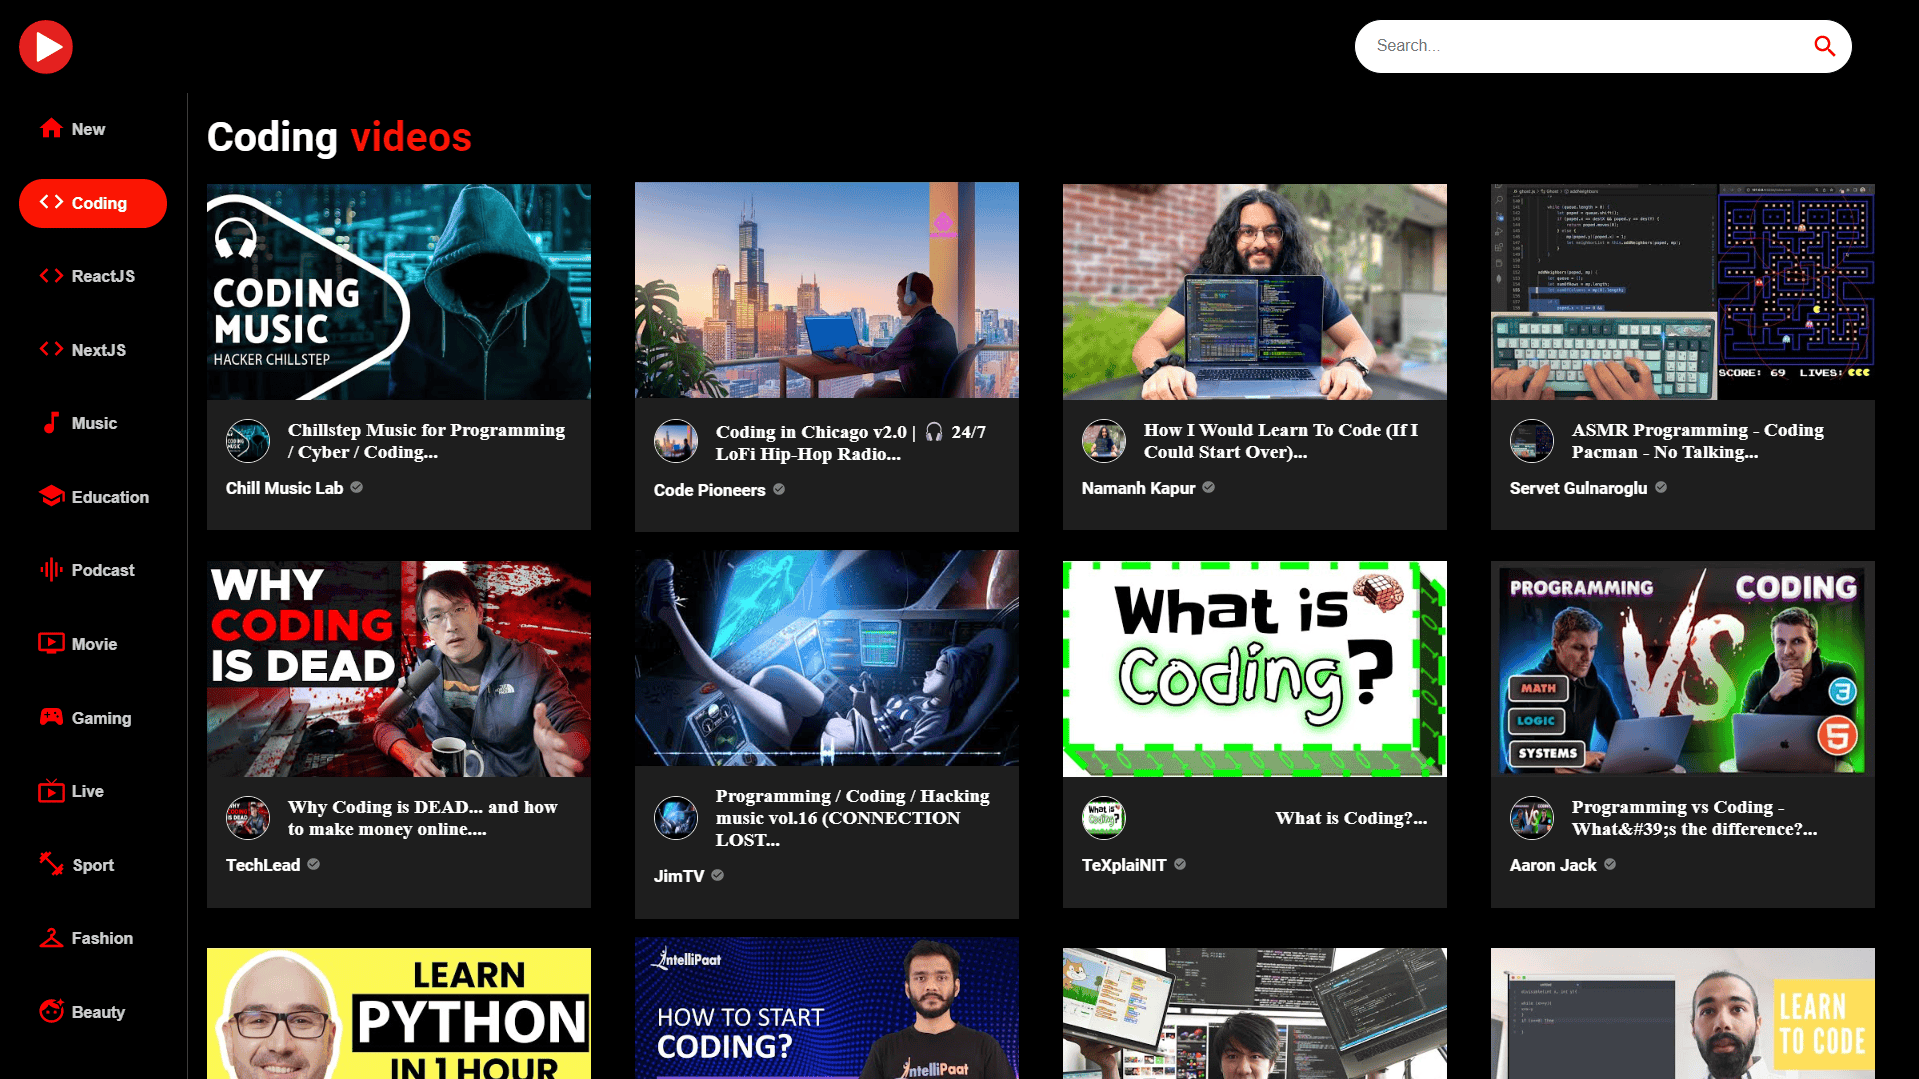 Search...
New
Coding
ReactJS
NextJS
Music
Education
Podcast
Movie
Gaming
Live
Sport
Fashion
Beauty
Coding videos
CODING
MUSIC
HACKER CHILLSTEP
SCORE: 69 LIVES:
Chillstep Music for Programming
/ Cyber / Coding...
Chill Music Lab
Coding in Chicago v2.0 | 🎧 24/7
LoFi Hip-Hop Radio...
Code Pioneers
How I Would Learn To Code (If I
Could Start Over)...
Namanh Kapur
ASMR Programming - Coding
Pacman - No Talking...
Servet Gulnaroglu
WHY
CODING
IS DEAD
What is
Coding?
PROGRAMMING
CODING
VS
MATH
LOGIC
SYSTEMS
3
5
Why Coding is DEAD... and how
to make money online....
TechLead
Programming / Coding / Hacking
music vol.16 (CONNECTION
LOST...
JimTV
What is Coding?...
TeXplaiNIT
Programming vs Coding -
What&#39;s the difference?...
Aaron Jack
LEARN
PYTHON
IN 1 HOUR
IntelliPaat
HOW TO START
CODING?
IntelliPaat
LEARN
TO CODE